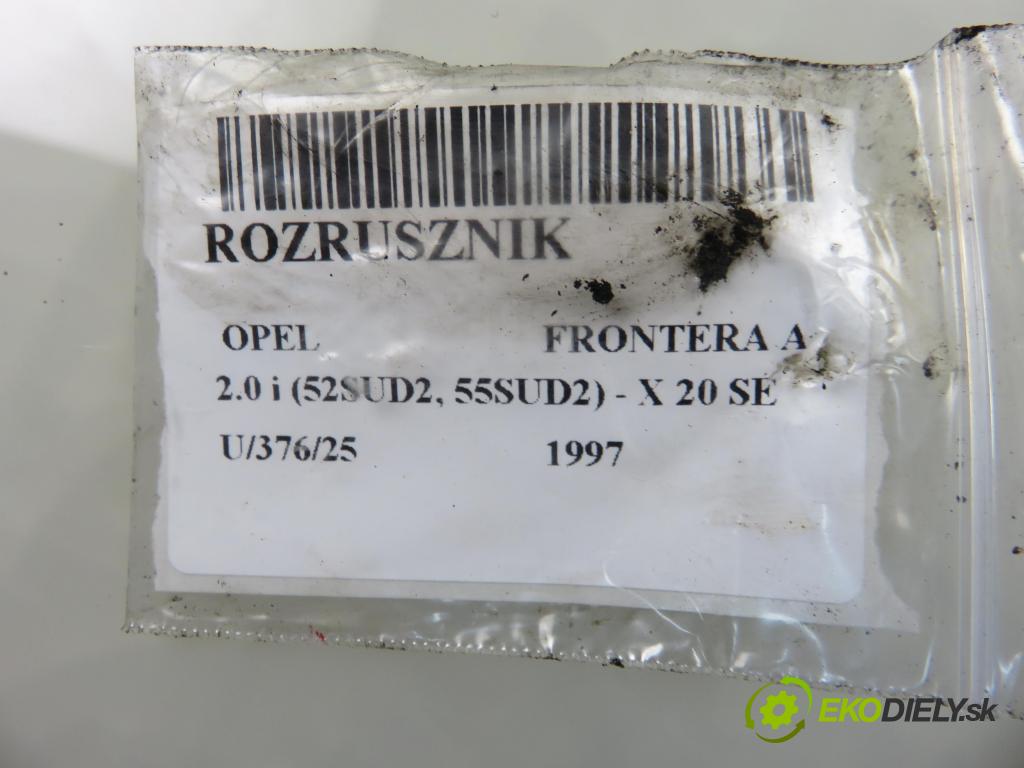 ROZRUSZNIK
OPEL FRONTERA A
2.0 i (52SUD2, 55SUD2) - X 20 SE
U/376/25 1997
EKODIELY.sk